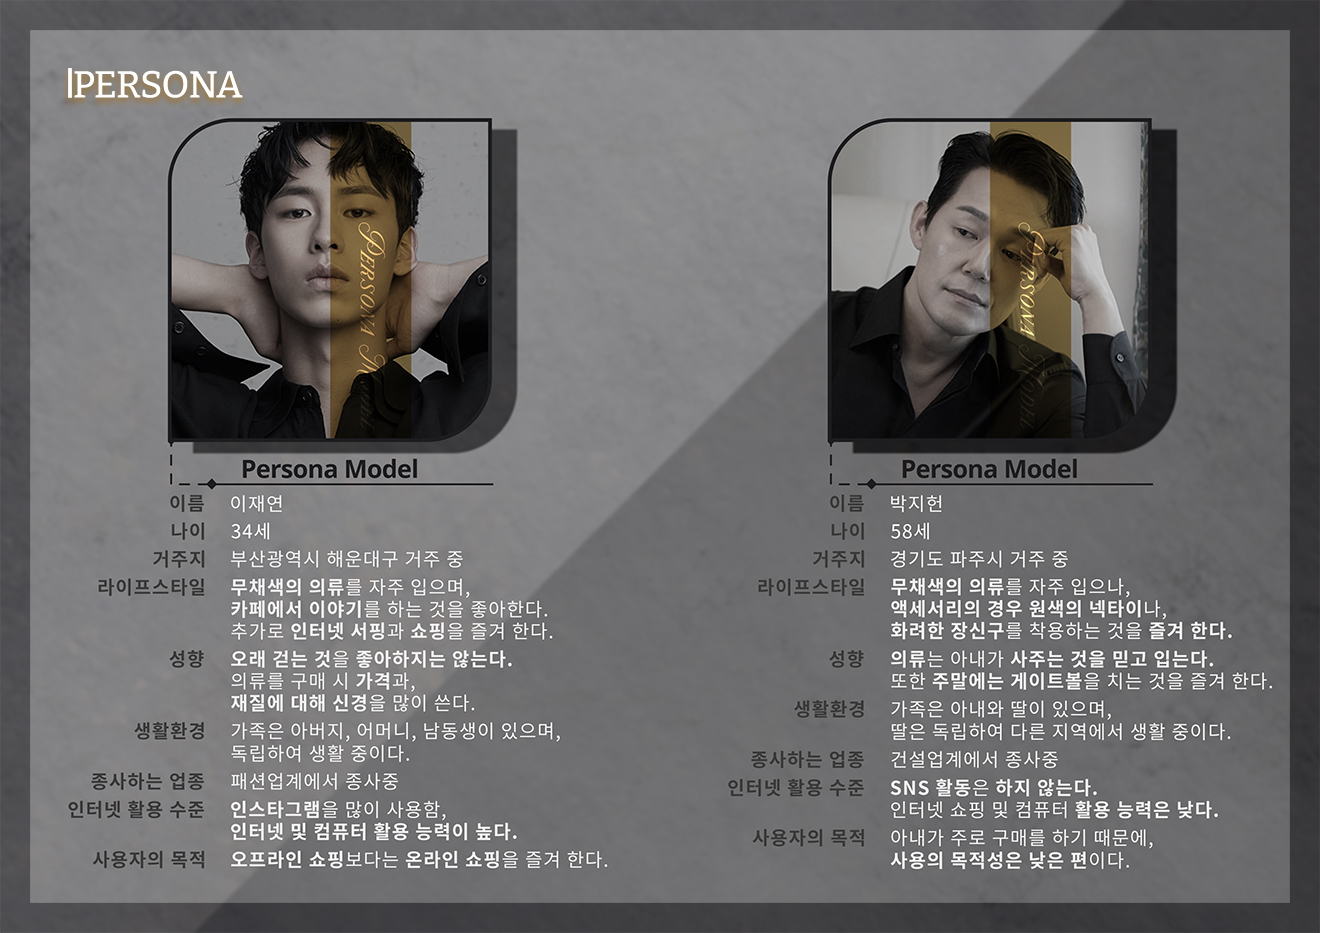 PERSONA
PERSONA MODEL
Persona Model
이름 이재연
나이 34세
거주지 부산광역시 해운대구 거주 중
라이프스타일 무채색의 의류를 자주 입으며,
카페에서 이야기를 하는 것을 좋아한다.
추가로 인터넷 서핑과 쇼핑을 즐겨 한다.
성향 오래 걷는 것을 좋아하지는 않는다.
의류를 구매 시 가격과,
재질에 대해 신경을 많이 쓴다.
생활환경 가족은 아버지, 어머니, 남동생이 있으며,
독립하여 생활 중이다.
종사하는 업종 패션업계에서 종사중
인터넷 활용 수준 인스타그램을 많이 사용함,
인터넷 및 컴퓨터 활용 능력이 높다.
사용자의 목적 오프라인 쇼핑보다는 온라인 쇼핑을 즐겨 한다.
PERSONA MODEL
Persona Model
이름 박지헌
나이 58세
거주지 경기도 파주시 거주 중
라이프스타일 무채색의 의류를 자주 입으나,
액세서리의 경우 원색의 넥타이나,
화려한 장신구를 착용하는 것을 즐겨 한다.
성향 의류는 아내가 사주는 것을 믿고 입는다.
또한 주말에는 게이트볼을 치는 것을 즐겨 한다.
생활환경 가족은 아내와 딸이 있으며,
딸은 독립하여 다른 지역에서 생활 중이다.
종사하는 업종 건설업계에서 종사중
인터넷 활용 수준 SNS 활동은 하지 않는다.
인터넷 쇼핑 및 컴퓨터 활용 능력은 낮다.
사용자의 목적 아내가 주로 구매를 하기 때문에,
사용의 목적성은 낮은 편이다.